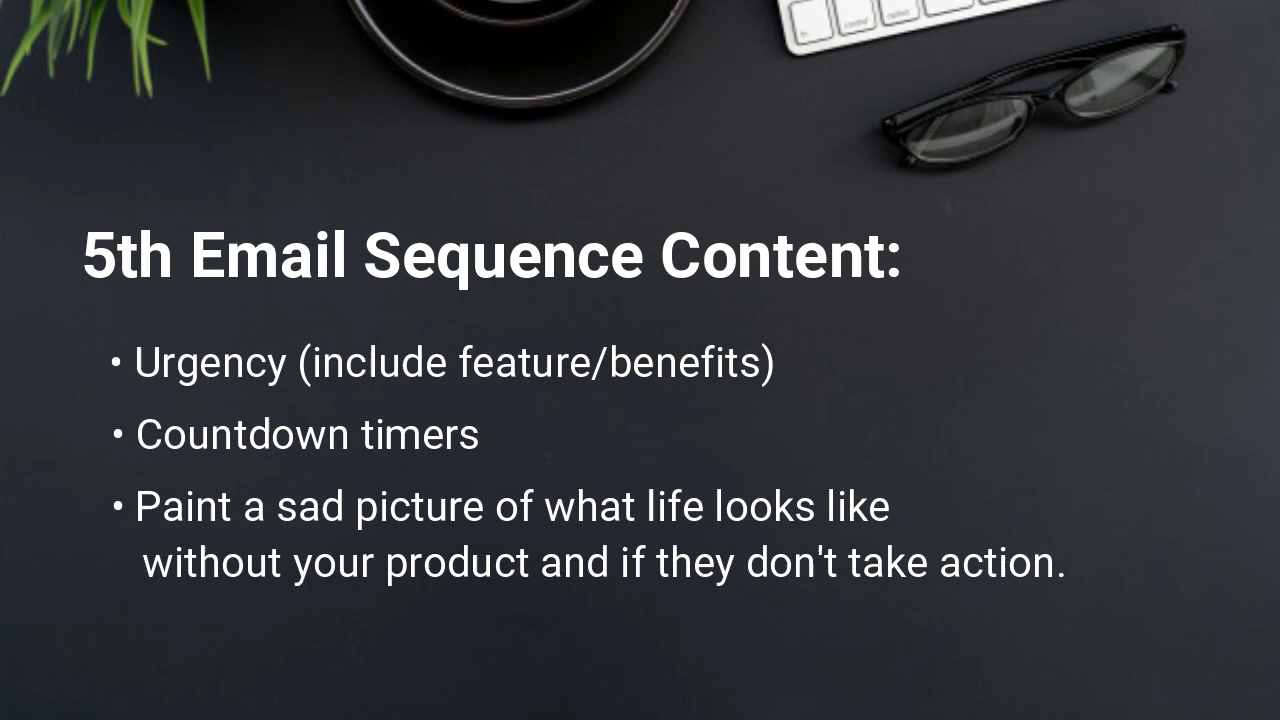 5th Email Sequence Content:
• Urgency (include feature/benefits)
• Countdown timers
• Paint a sad picture of what life looks like
without your product and if they don't take action.